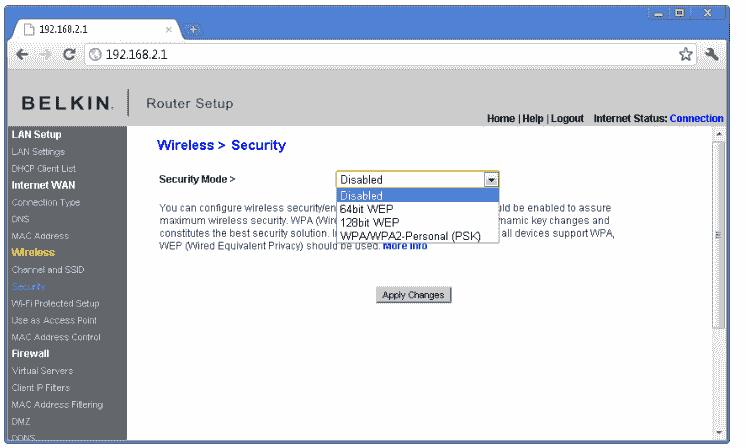 192.168.2.1
192.168.2.1
BELKIN. Router Setup
Home | Help | Logout Internet Status: Connection
LAN Setup
LAN Settings
DHCP Client List
Internet WAN
Connection Type
DNS
MAC Address
Wireless
Channel and SSID
Security
Wi-Fi Protected Setup
Use as Access Point
MAC Address Control
Firewall
Virtual Servers
Client IP Filters
MAC Address Filtering
DMZ
DDNS
Wireless > Security
Security Mode > Disabled
Disabled
64bit WEP
128bit WEP
WPA/WPA2-Personal (PSK)
You can configure wireless security/en uld be enabled to assure
maximum wireless security. WPA (Wire namic key changes and
constitutes the best security solution. I all devices support WPA,
WEP (Wired Equivalent Privacy) should be used. More Info
Apply Changes